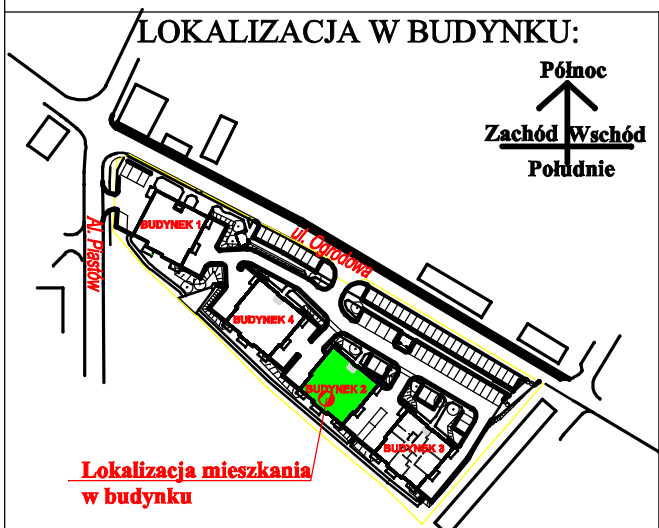 LOKALIZACJA W BUDYNKU:
Północ
Zachód Wschód
Południe
BUDYNEK 1
Al. Piastów
ul. Ogrodowa
BUDYNEK 4
BUDYNEK 2
BUDYNEK 3
Lokalizacja mieszkania
w budynku